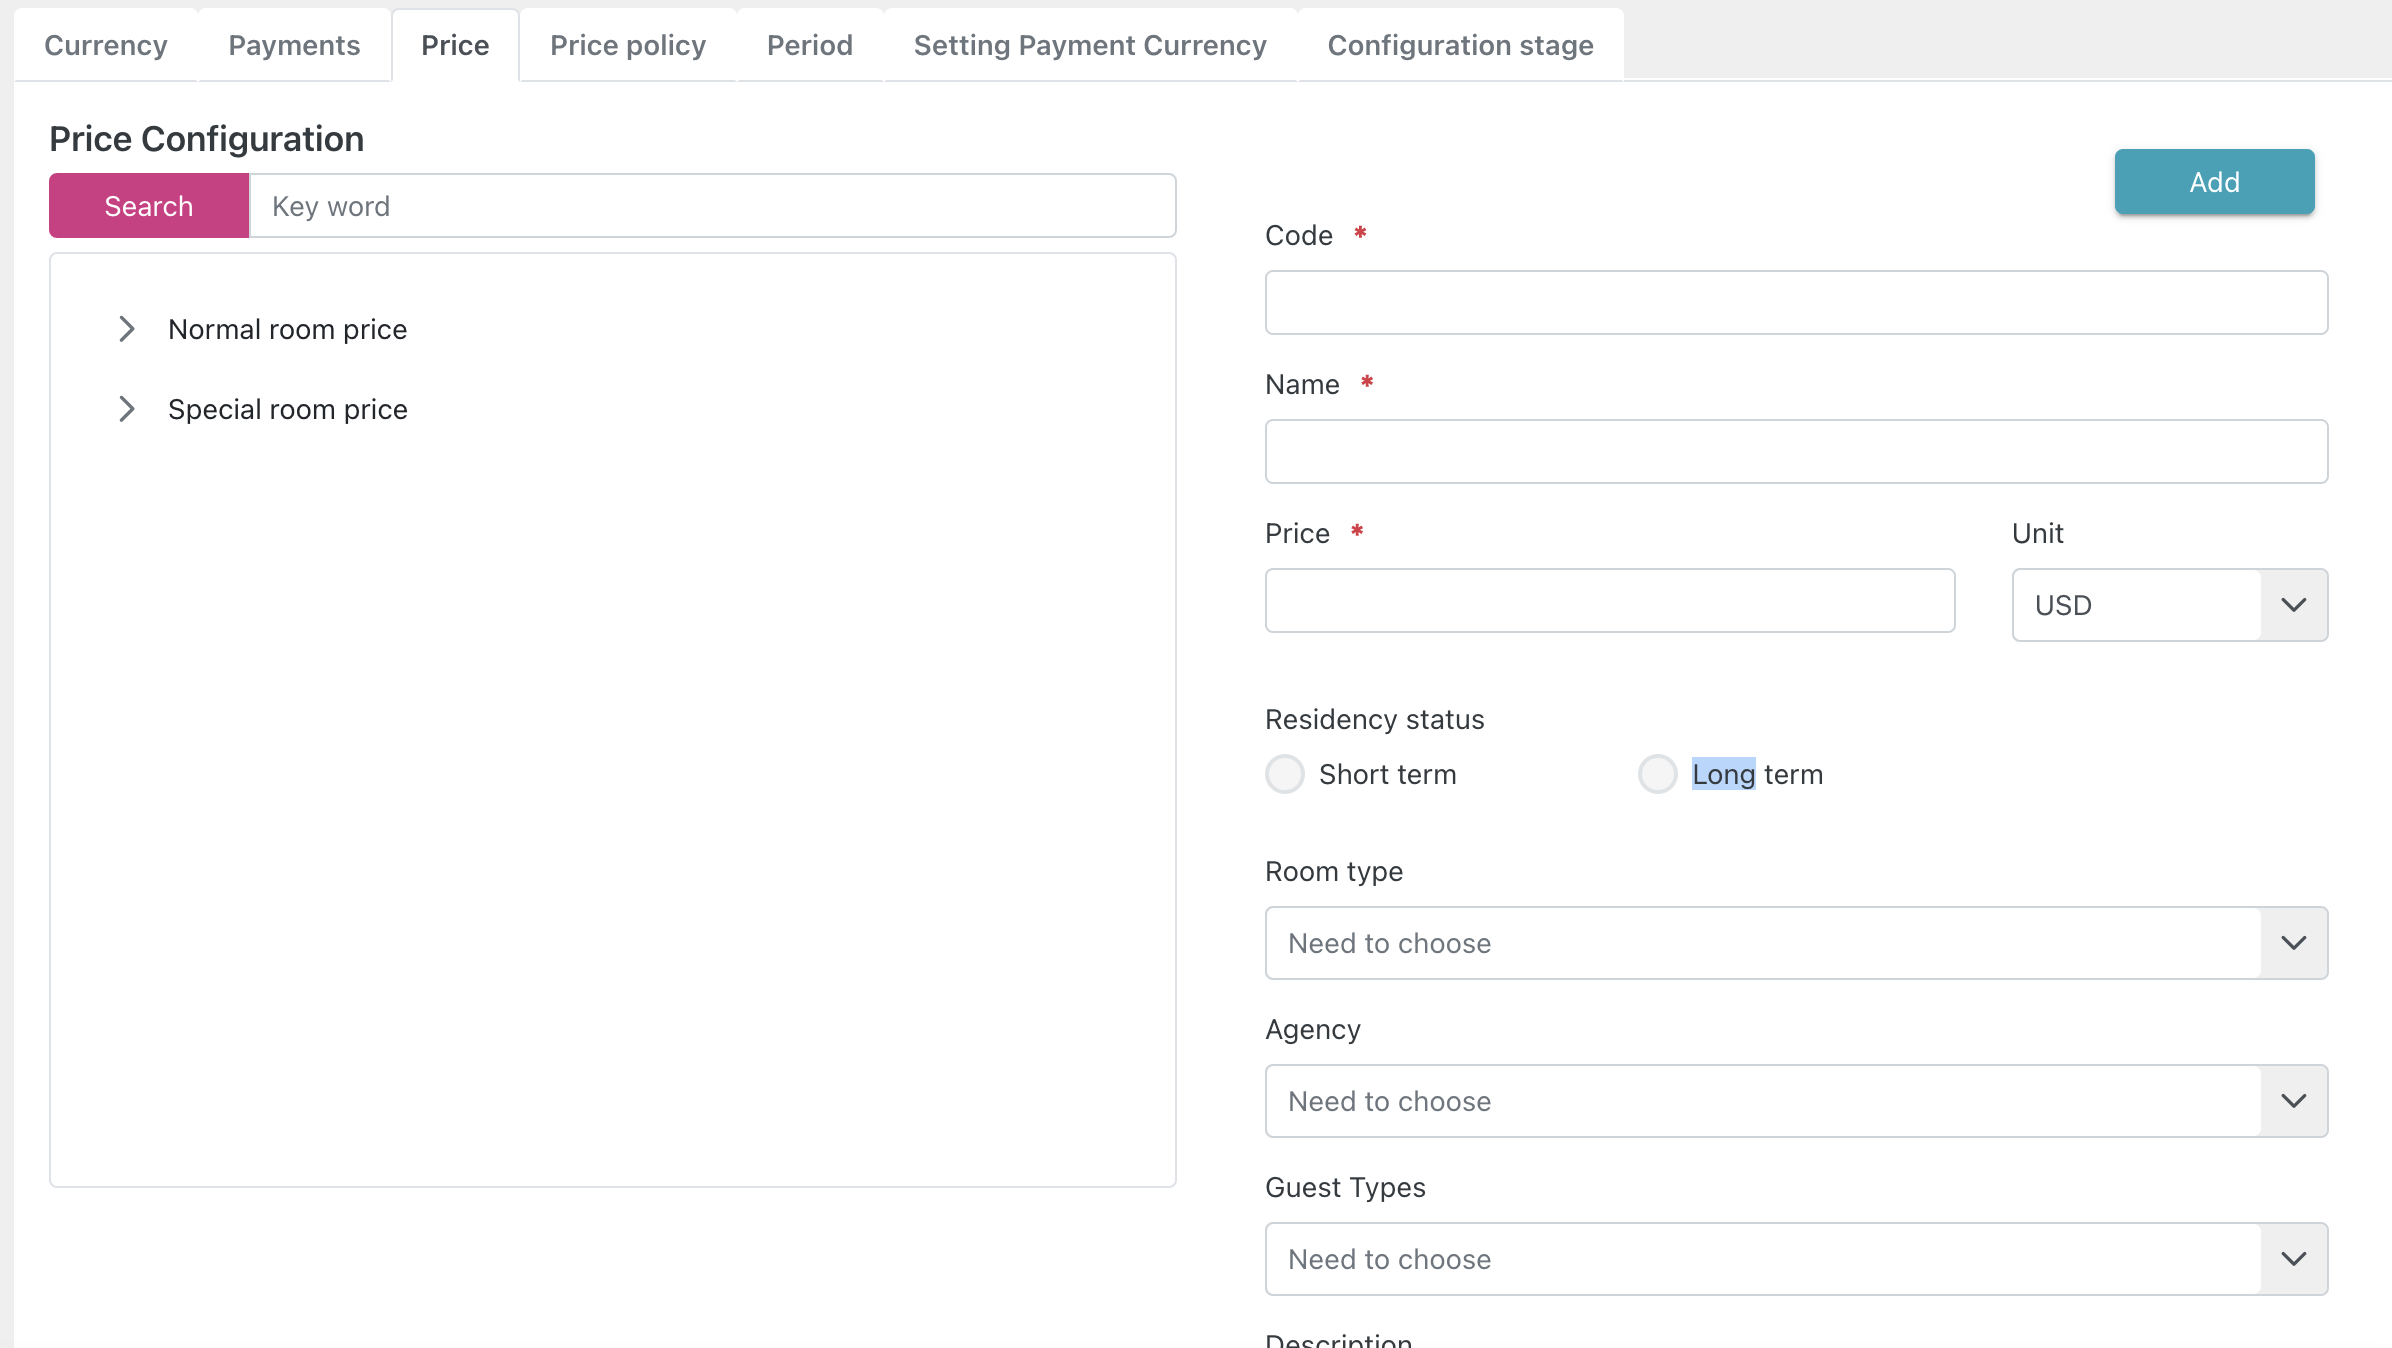 Currency Payments Price Price policy Period Setting Payment Currency Configuration stage
Price Configuration
Search Key word
Normal room price
Special room price
Add
Code *
Name *
Price * Unit
USD
Residency status
Short term Long term
Room type
Need to choose
Agency
Need to choose
Guest Types
Need to choose
Description